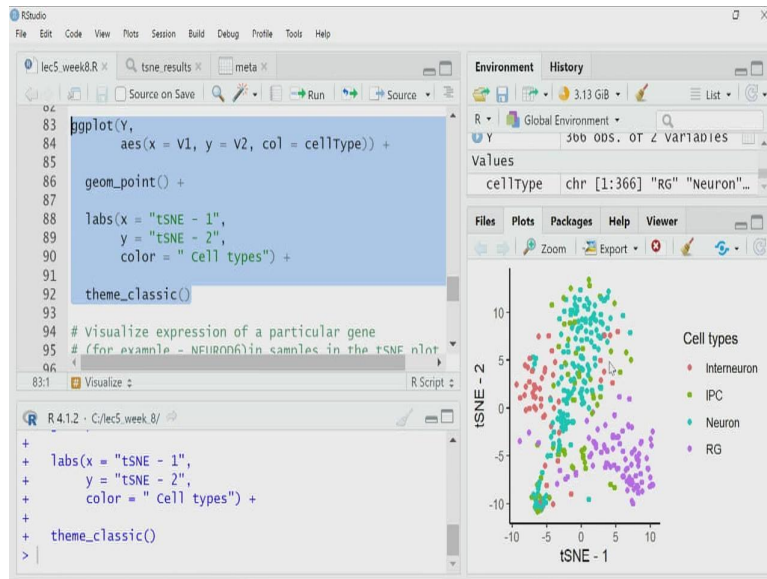 RStudio
File Edit Code View Plots Session Build Debug Profile Tools Help
lec5_week8.R tsne_results meta
Source on Save Run Source
82
83 ggplot(Y,
84 aes(x = V1, y = V2, col = cellType)) +
85
86 geom_point() +
87
88 labs(x = "tSNE - 1",
89 y = "tSNE - 2",
90 color = " Cell types") +
91
92 theme_classic()
93
94 # Visualize expression of a particular gene
95 # (for example - NEUROD6)in samples in the tSNE plot
96
83:1 Visualize R Script
R 4.1.2 · C:/lec5_week_8/
+
+ labs(x = "tSNE - 1",
+ y = "tSNE - 2",
+ color = " Cell types") +
+
+ theme_classic()
>
Environment History
3.13 GiB List
R Global Environment
Y 366 obs. of 2 variables
Values
cellType chr [1:366] "RG" "Neuron"…
Files Plots Packages Help Viewer
Zoom Export
10
5
0
-5
-10
tSNE - 2
-10 -5 0 5 10
tSNE - 1
Cell types
Interneuron
IPC
Neuron
RG